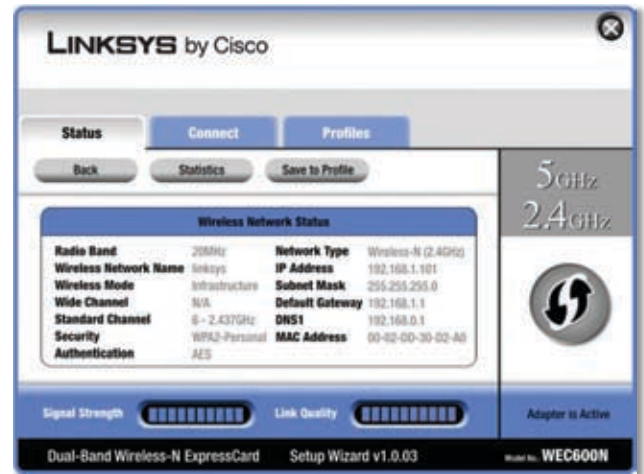 LINKSYS by Cisco
Status Connect Profiles
Back Statistics Save to Profile
5GHz
2.4GHz
Wireless Network Status
Radio Band 20MHz Network Type Wireless-N (2.4GHz)
Wireless Network Name linksys IP Address 192.168.1.101
Wireless Mode Infrastructure Subnet Mask 255.255.255.0
Wide Channel N/A Default Gateway 192.168.1.1
Standard Channel 6 - 2.437GHz DNS1 192.168.0.1
Security WPA2-Personal MAC Address 00-02-DD-30-D2-A0
Authentication AES
Signal Strength Link Quality Adapter is Active
Dual-Band Wireless-N ExpressCard Setup Wizard v1.0.03 Model No. WEC600N